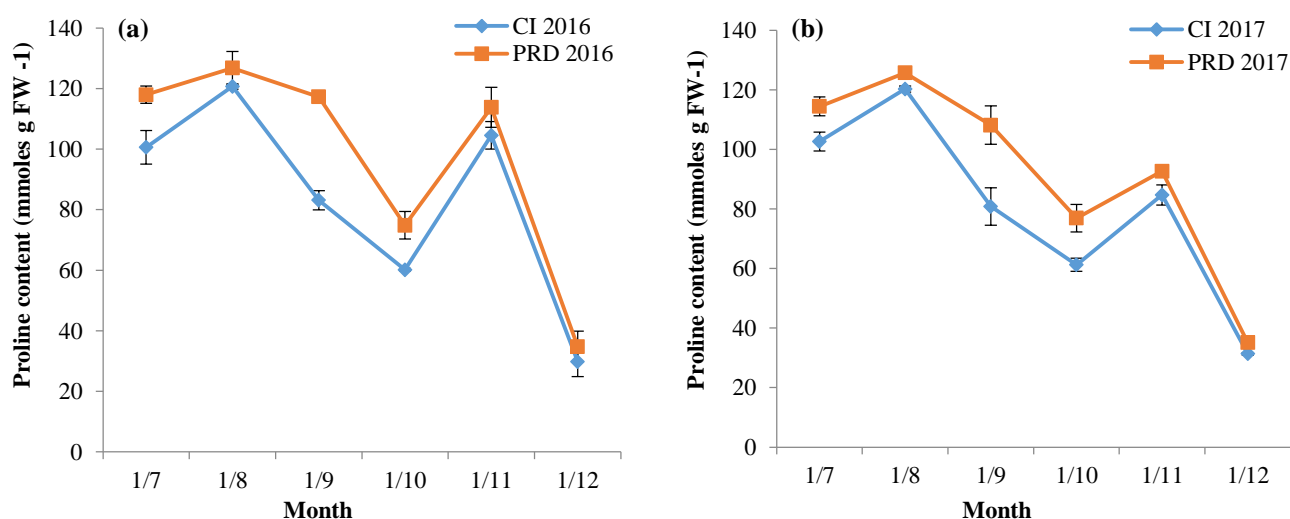 (a)
CI 2016
PRD 2016
Proline content (mmoles g FW -1)
140
120
100
80
60
40
20
0
1/7 1/8 1/9 1/10 1/11 1/12
Month
(b)
CI 2017
PRD 2017
Proline content (mmoles g FW-1)
140
120
100
80
60
40
20
0
1/7 1/8 1/9 1/10 1/11 1/12
Month